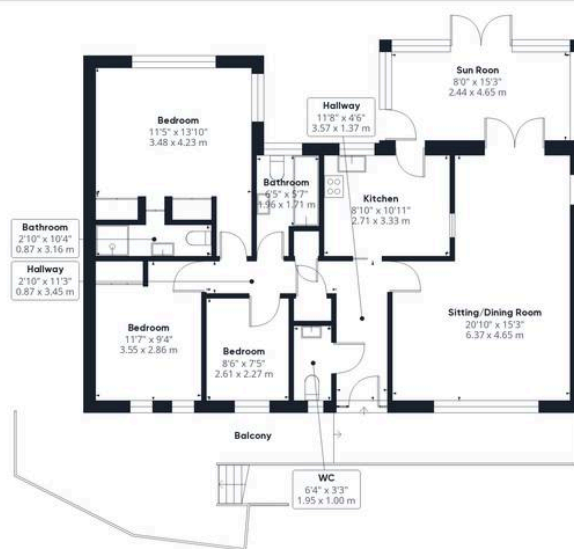 Sun Roon
8'0" x 15'3"
2.44 x 4.65 m
Hallway
11'8" x 4'6"
3.57 x 1.37 m
Bedroom
11'5" x 13'10"
3.48 x 4.23 m
Bathroom
6'5" x 5'7"
1.96 x 1.71 m
Kitchen
8'10" x 10'11"
2.71 x 3.33 m
Bathroom
2'10" x 10'4"
0.87 x 3.16 m
Hallway
2'10" x 11'3"
0.87 x 3.45 m
Sitting/Dining Room
20'10" x 15'3"
6.37 x 4.65 m
Bedroom
11'7" x 9'4"
3.55 x 2.86 m
Bedroom
8'6" x 7'5"
2.61 x 2.27 m
Balcony
WC
6'4" x 3'3"
1.95 x 1.00 m